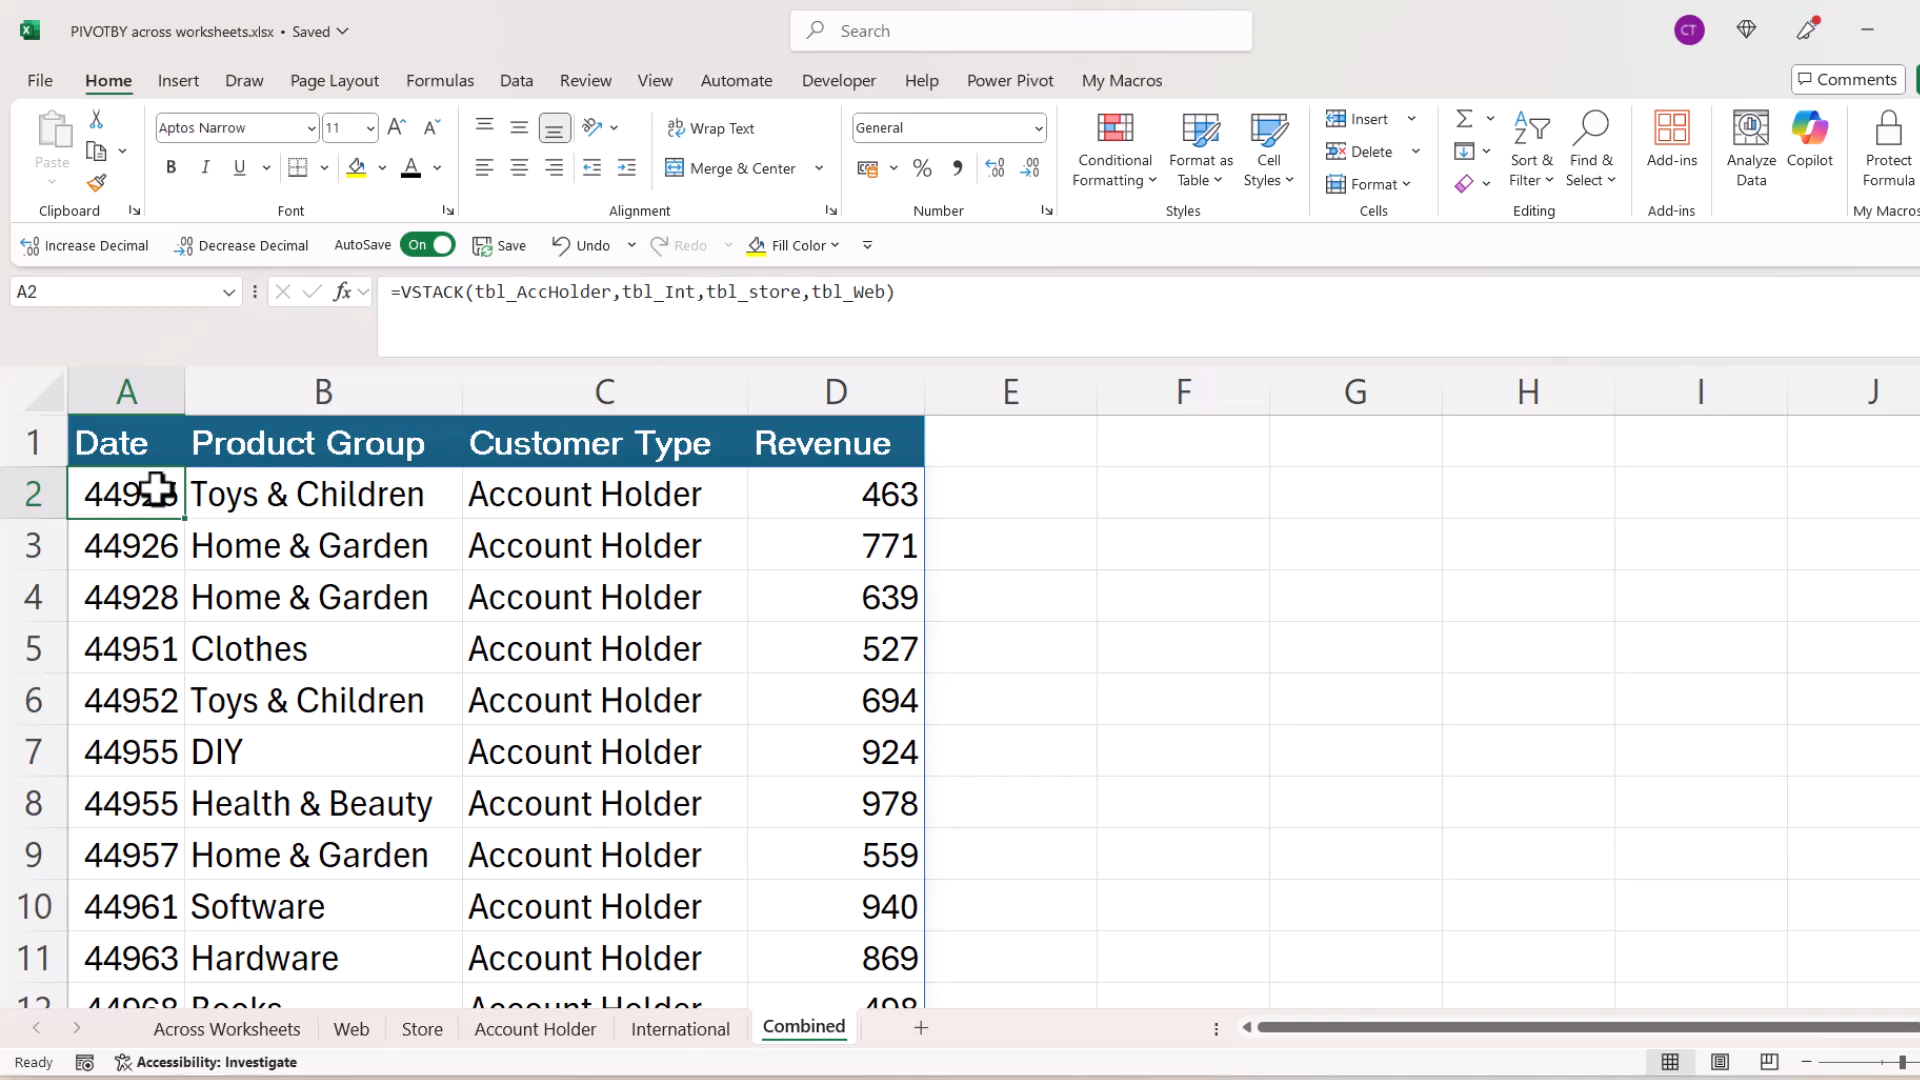 PIVOTBY across worksheets.xlsx • Saved
Search
CT
File Home Insert Draw Page Layout Formulas Data Review View Automate Developer Help Power Pivot My Macros
Comments
Paste
Clipboard
Aptos Narrow 11
B I U
Font
Wrap Text
Merge & Center
Alignment
General
Number
Conditional Formatting
Format as Table
Cell Styles
Styles
Insert
Delete
Format
Cells
Sort & Filter
Find & Select
Editing
Add-ins
Add-ins
Analyze Data
Copilot
Protect Formula
My Macros
Increase Decimal Decrease Decimal AutoSave On Save Undo Redo Fill Color
A2 fx =VSTACK(tbl_AccHolder,tbl_Int,tbl_store,tbl_Web)
A B C D E F G H I J
1 Date Product Group Customer Type Revenue
2 Toys & Children Account Holder 463
3 44926 Home & Garden Account Holder 771
4 44928 Home & Garden Account Holder 639
5 44951 Clothes Account Holder 527
6 44952 Toys & Children Account Holder 694
7 44955 DIY Account Holder 924
8 44955 Health & Beauty Account Holder 978
9 44957 Home & Garden Account Holder 559
10 44961 Software Account Holder 940
11 44963 Hardware Account Holder 869
12 44968 Books Account Holder 498
Across Worksheets Web Store Account Holder International Combined
Ready Accessibility: Investigate